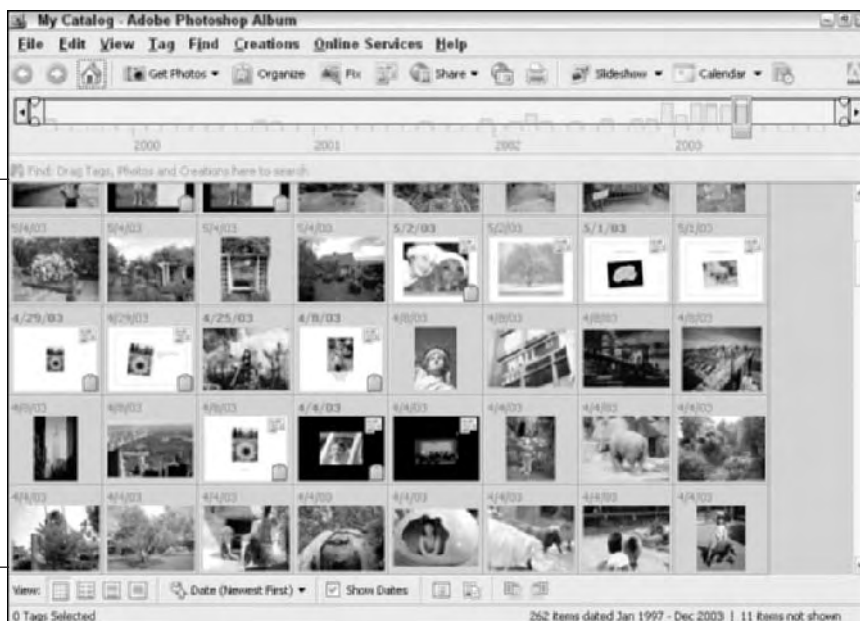 My Catalog - Adobe Photoshop Album
File Edit View Tag Find Creations Online Services Help
Get Photos Organize Fix Share Slideshow Calendar
2000 2001 2002 2003
Find: Drag Tags, Photos and Creations here to search
5/4/03 5/4/03 5/4/03 5/4/03 5/2/03 5/2/03 5/1/03 5/1/03
4/29/03 4/29/03 4/25/03 4/8/03 4/8/03 4/8/03 4/8/03 4/8/03
4/8/03 4/8/03 4/8/03 4/4/03 4/4/03 4/4/03 4/4/03 4/4/03
4/4/03 4/4/03 4/4/03 4/4/03 4/4/03 4/4/03 4/4/03 4/4/03
View: Date (Newest First) Show Dates
0 Tags Selected 262 items dated Jan 1997 - Dec 2003 | 11 items not shown